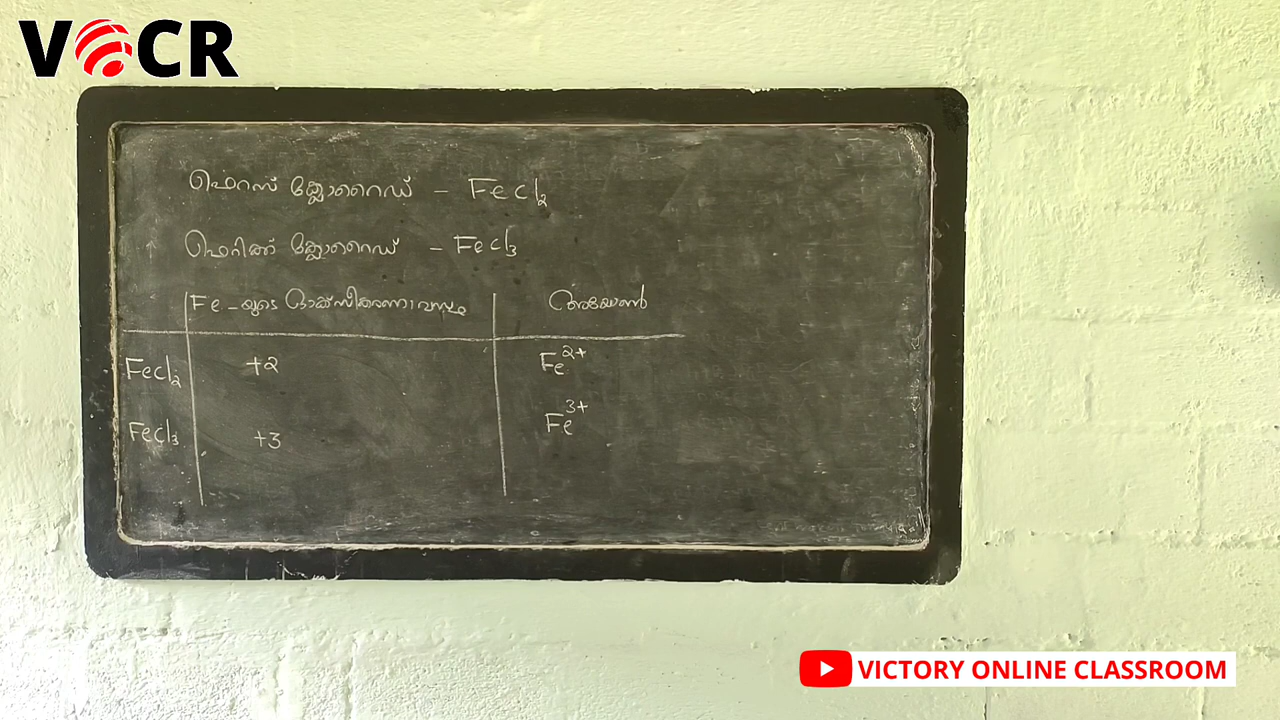 VOCR
ഫെറസ് ക്ലോറൈഡ് - FeCl₂
ഫെറിക് ക്ലോറൈഡ് - FeCl₃
Fe-യുടെ ഓക്സീകരണാവസ്ഥ അയോൺ
FeCl₂ +2 Fe²⁺
FeCl₃ +3 Fe³⁺
VICTORY ONLINE CLASSROOM